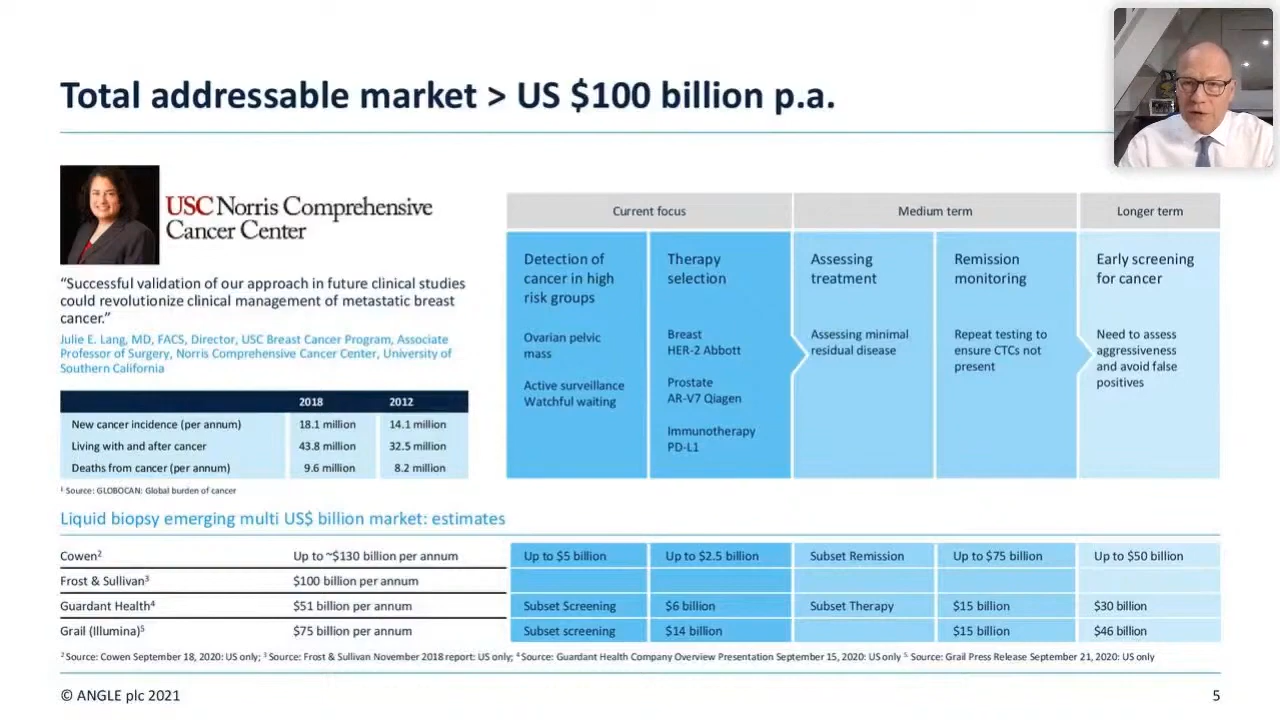 Total addressable market > US $100 billion p.a.
USC Norris Comprehensive
Cancer Center
“Successful validation of our approach in future clinical studies
could revolutionize clinical management of metastatic breast
cancer.”
Julie E. Lang, MD, FACS, Director, USC Breast Cancer Program, Associate
Professor of Surgery, Norris Comprehensive Cancer Center, University of
Southern California
2018 2012
New cancer incidence (per annum) 18.1 million 14.1 million
Living with and after cancer 43.8 million 32.5 million
Deaths from cancer (per annum) 9.6 million 8.2 million
¹ Source: GLOBOCAN: Global burden of cancer
Current focus Medium term Longer term
Detection of
cancer in high
risk groups
Ovarian pelvic
mass
Active surveillance
Watchful waiting
Therapy
selection
Breast
HER-2 Abbott
Prostate
AR-V7 Qiagen
Immunotherapy
PD-L1
Assessing
treatment
Assessing minimal
residual disease
Remission
monitoring
Repeat testing to
ensure CTCs not
present
Early screening
for cancer
Need to assess
aggressiveness
and avoid false
positives
Liquid biopsy emerging multi US$ billion market: estimates
Cowen² Up to ~$130 billion per annum Up to $5 billion Up to $2.5 billion Subset Remission Up to $75 billion Up to $50 billion
Frost & Sullivan³ $100 billion per annum
Guardant Health⁴ $51 billion per annum Subset Screening $6 billion Subset Therapy $15 billion $30 billion
Grail (Illumina)⁵ $75 billion per annum Subset screening $14 billion $15 billion $46 billion
² Source: Cowen September 18, 2020: US only; ³ Source: Frost & Sullivan November 2018 report: US only; ⁴ Source: Guardant Health Company Overview Presentation September 15, 2020: US only ⁵. Source: Grail Press Release September 21, 2020: US only
© ANGLE plc 2021 5